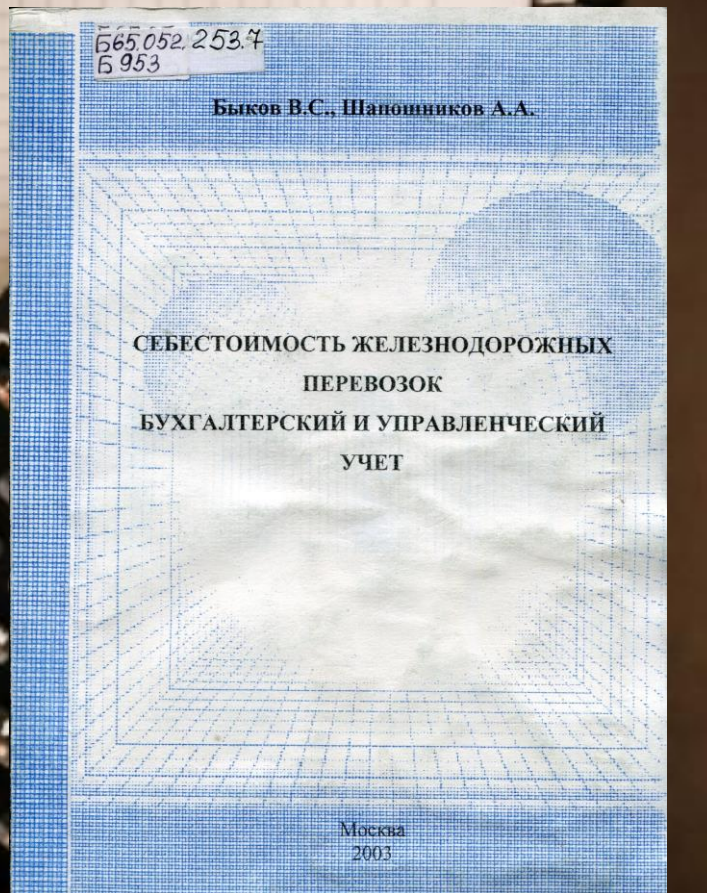 Б65.052.253.7
Б953
Быков В.С., Шапошников А.А.
СЕБЕСТОИМОСТЬ ЖЕЛЕЗНОДОРОЖНЫХ
ПЕРЕВОЗОК
БУХГАЛТЕРСКИЙ И УПРАВЛЕНЧЕСКИЙ
УЧЕТ
Москва
2003